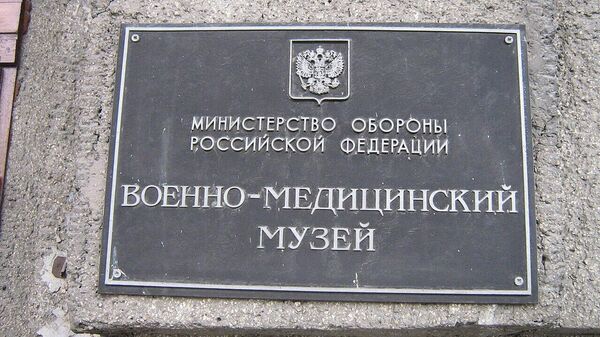 МИНИСТЕРСТВО ОБОРОНЫ
РОССИЙСКОЙ ФЕДЕРАЦИИ
ВОЕННО-МЕДИЦИНСКИЙ
МУЗЕЙ